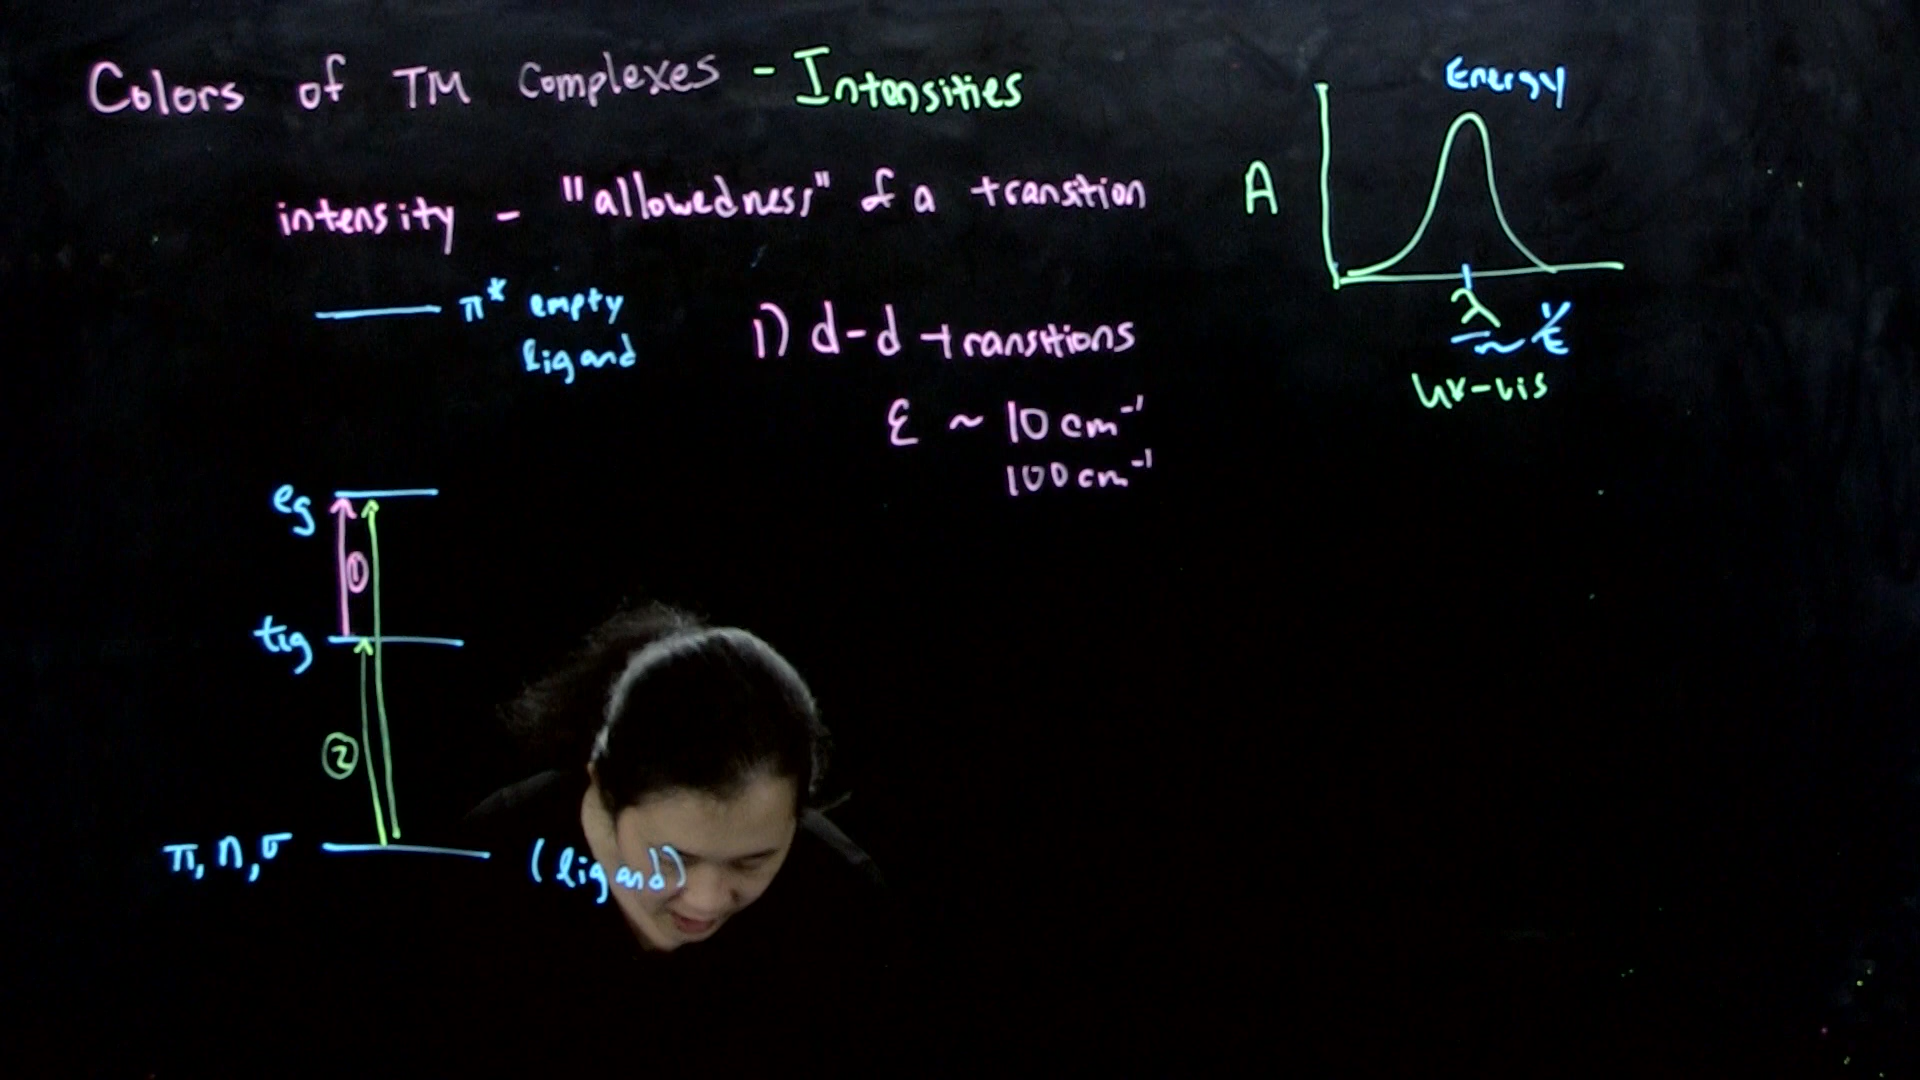 Colors of TM Complexes - Intensities
intensity - "allowedness" of a transition
π* empty
ligand
1) d-d transitions
ε ~ 10 cm⁻¹
100 cm⁻¹
Energy
A
λ
~ 1/E
UV-vis
eg
①
t2g
②
π, n, σ
(ligand)